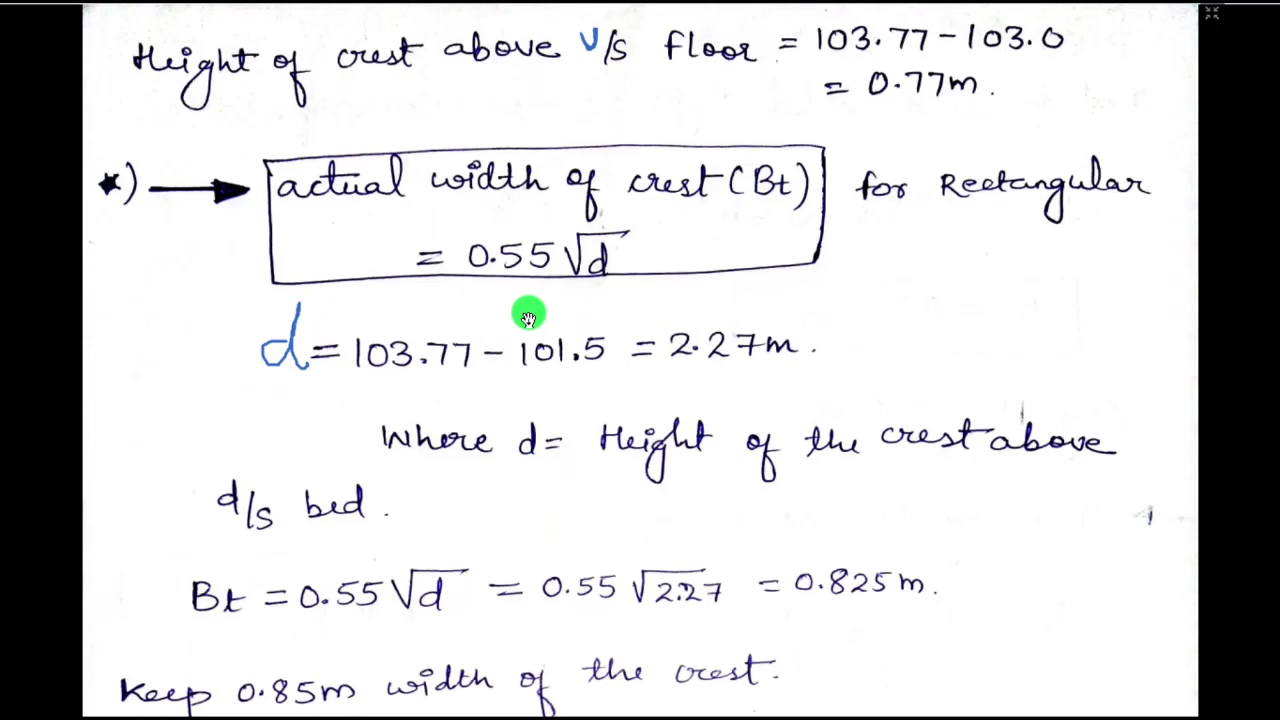 Height of crest above U/s floor = 103.77 - 103.0
= 0.77m.
*) → actual width of crest (Bt) for Rectangular
= 0.55√d
d = 103.77 - 101.5 = 2.27m.
Where d = Height of the crest above
d/s bed.
Bt = 0.55√d = 0.55 √2.27 = 0.825m.
Keep 0.85m width of the crest.